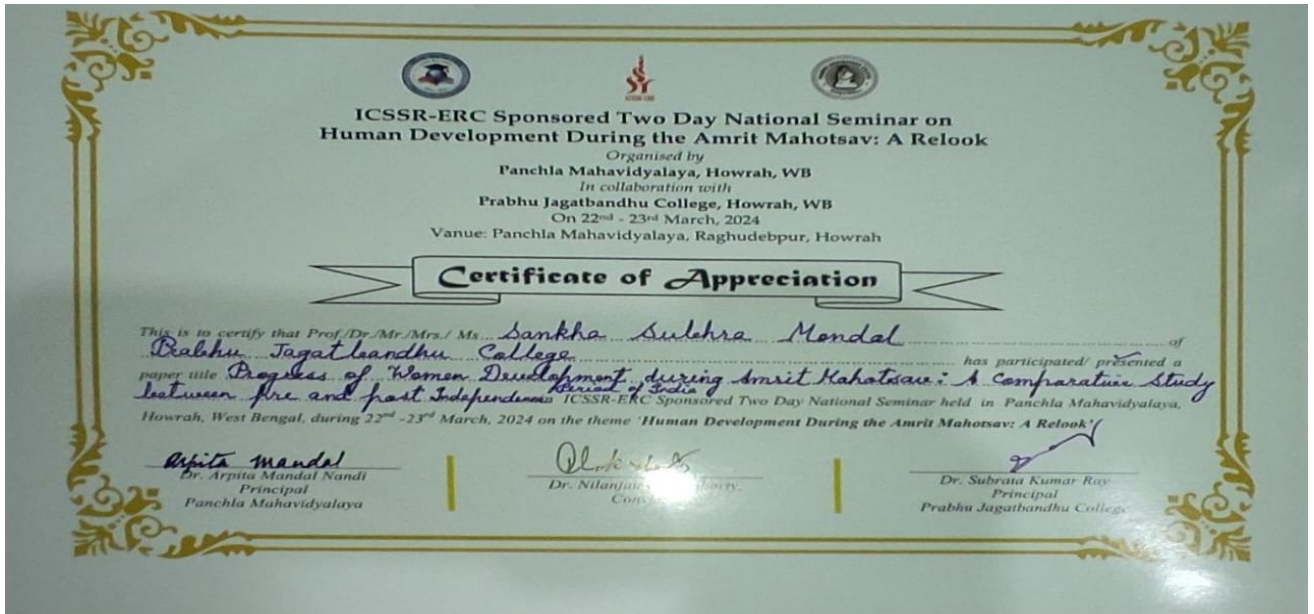 ICSSR-ERC Sponsored Two Day National Seminar on
Human Development During the Amrit Mahotsav: A Relook
Organised by
Panchla Mahavidyalaya, Howrah, WB
In collaboration with
Prabhu Jagatbandhu College, Howrah, WB
On 22nd - 23rd March, 2024
Vanue: Panchla Mahavidyalaya, Raghudebpur, Howrah
Certificate of Appreciation
This is to certify that Prof./Dr./Mr./Mrs./ Ms. Sankha Mondal of
Prabhu Jagatbandhu College has participated/ presented a
paper title Progress of Women Development during Amrit Mahotsav: A Comparative Study
between pre and post Independence Period of India ICSSR-ERC Sponsored Two Day National Seminar held in Panchla Mahavidyalaya,
Howrah, West Bengal, during 22nd -23rd March, 2024 on the theme 'Human Development During the Amrit Mahotsav: A Relook'
Arpita Mandal
Dr. Arpita Mandal Nandi
Principal
Panchla Mahavidyalaya
Dr.
Dr. Subrata Kumar Ray
Principal
Prabhu Jagatbandhu College